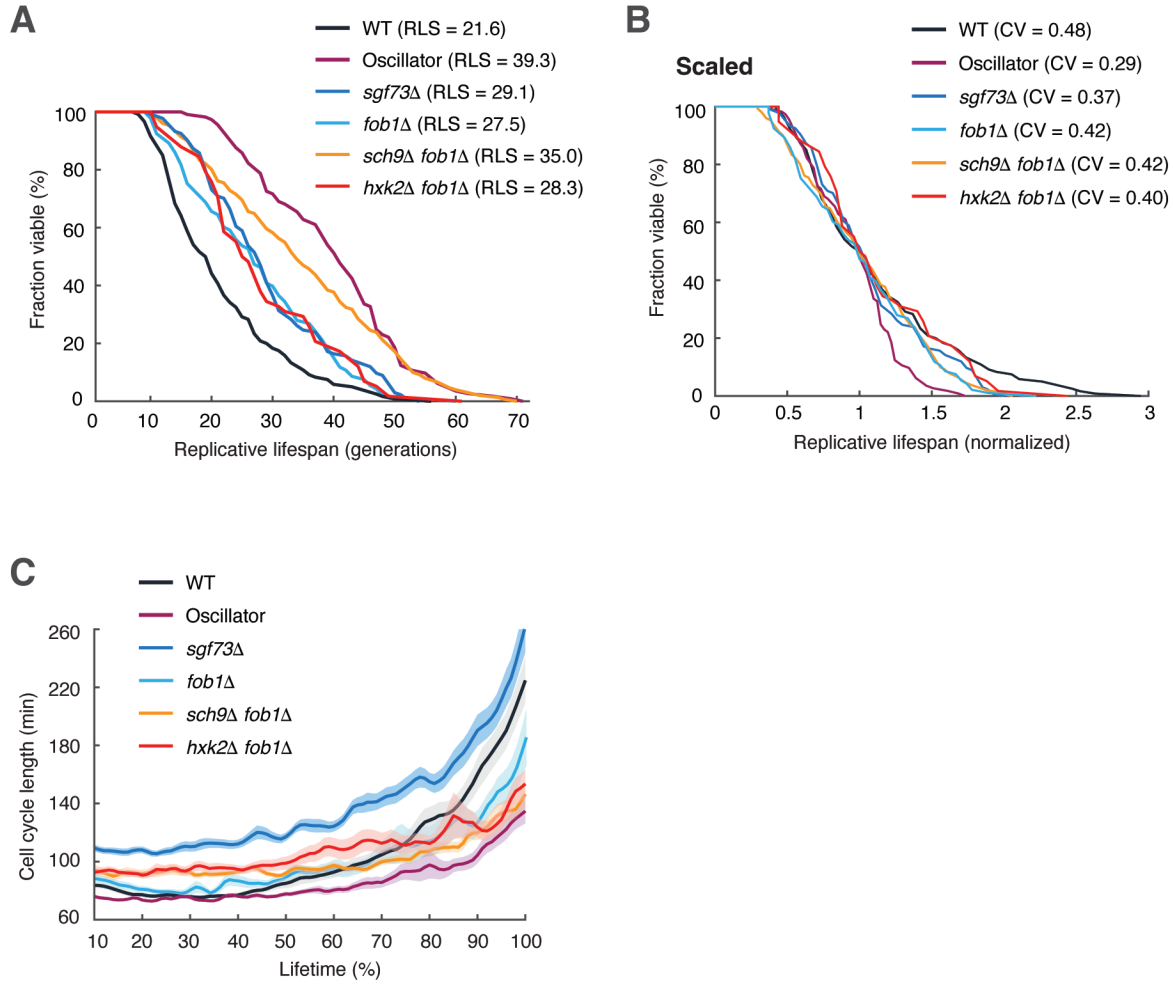 A
WT (RLS = 21.6)
Oscillator (RLS = 39.3)
sgf73Δ (RLS = 29.1)
fob1Δ (RLS = 27.5)
sch9Δ fob1Δ (RLS = 35.0)
hxk2Δ fob1Δ (RLS = 28.3)
Fraction viable (%)
100
80
60
40
20
0
0 10 20 30 40 50 60 70
Replicative lifespan (generations)
B
Scaled
WT (CV = 0.48)
Oscillator (CV = 0.29)
sgf73Δ (CV = 0.37)
fob1Δ (CV = 0.42)
sch9Δ fob1Δ (CV = 0.42)
hxk2Δ fob1Δ (CV = 0.40)
Fraction viable (%)
100
80
60
40
20
0
0 0.5 1 1.5 2 2.5 3
Replicative lifespan (normalized)
C
WT
Oscillator
sgf73Δ
fob1Δ
sch9Δ fob1Δ
hxk2Δ fob1Δ
Cell cycle length (min)
260
220
180
140
100
60
10 20 30 40 50 60 70 80 90 100
Lifetime (%)